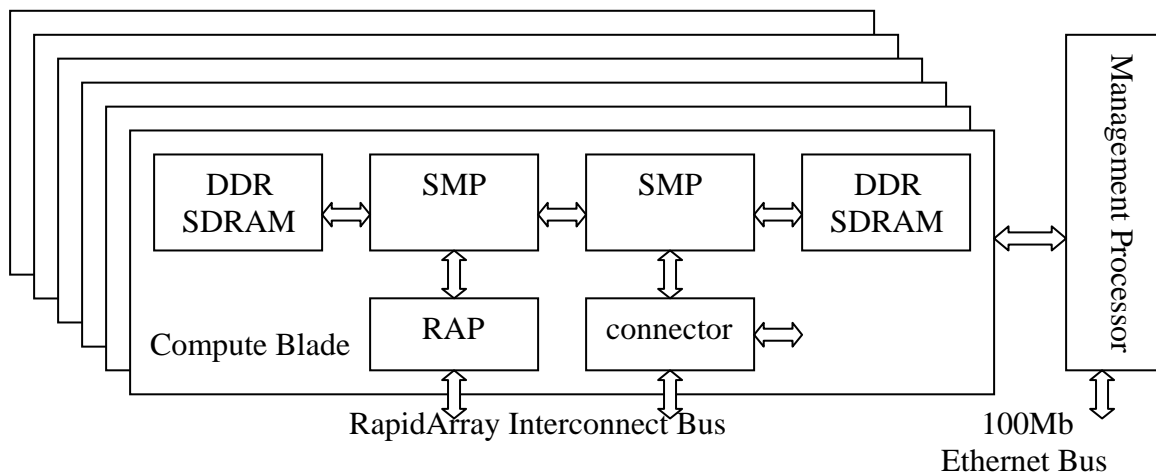 DDR
SDRAM
SMP
SMP
DDR
SDRAM
RAP
connector
Compute Blade
RapidArray Interconnect Bus
Management Processor
100Mb
Ethernet Bus